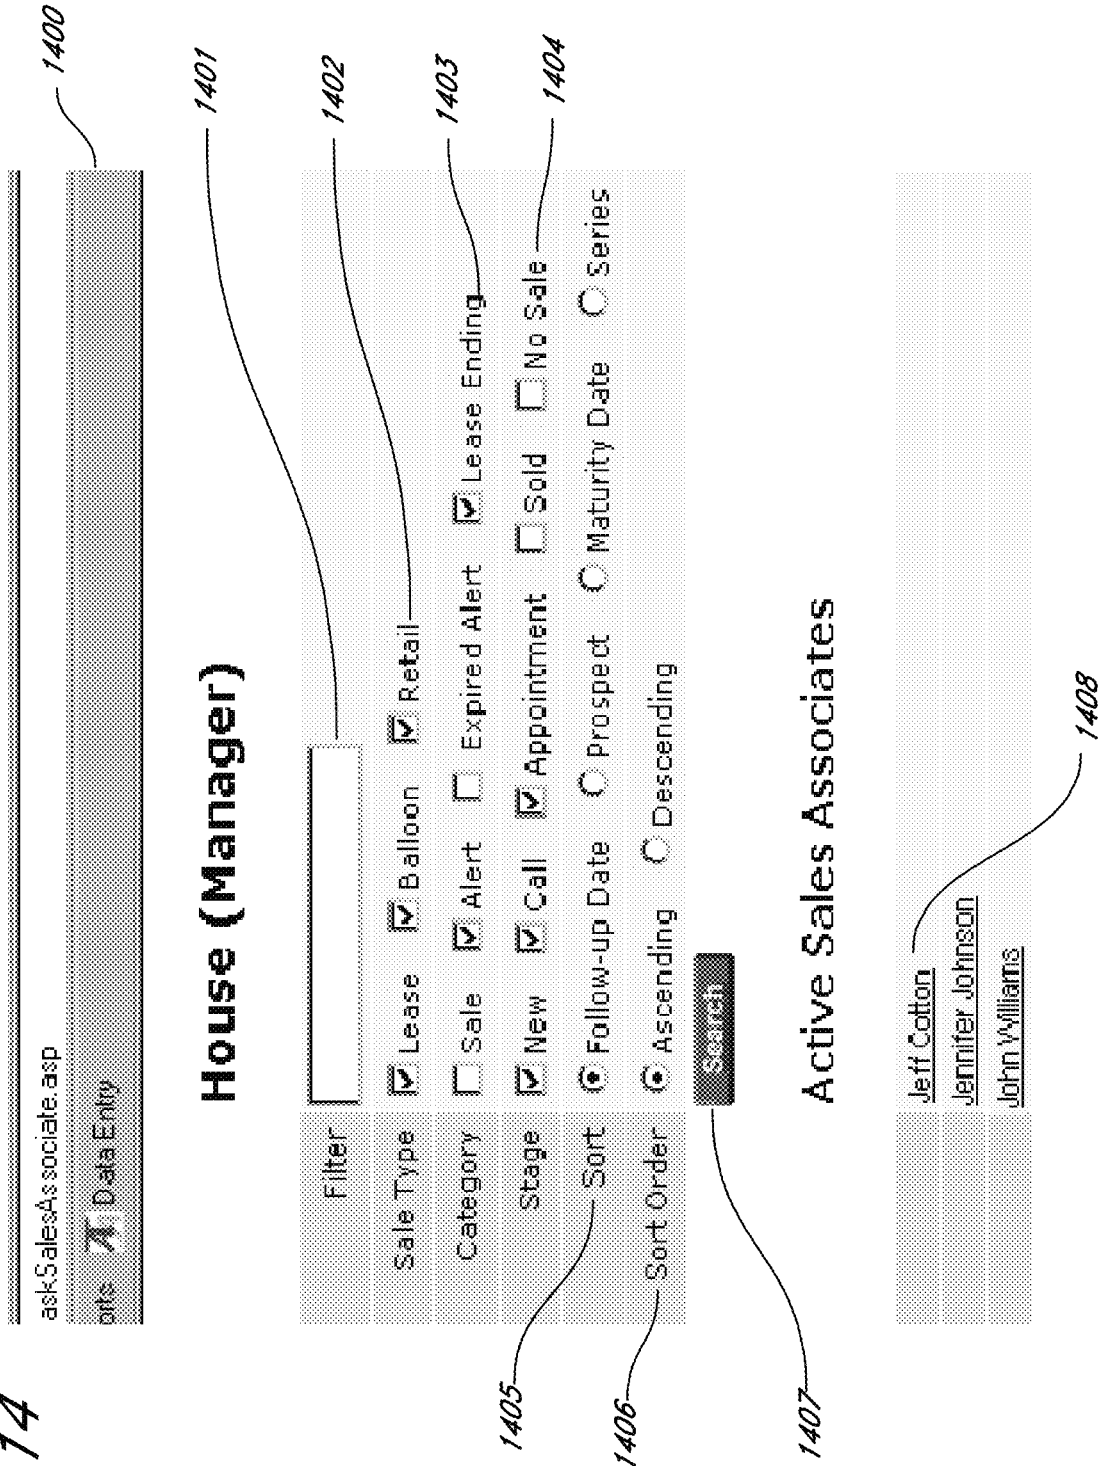 14
1400
askSalesAssociate.asp
orts Data Entry
House (Manager)
1401
1402
1403
1404
Filter
Sale Type Lease Balloon Retail
Category Sale Alert Expired Alert Lease Ending
Stage New Call Appointment Sold No Sale
1405
Sort Follow-up Date Prospect Maturity Date Series
1406
Sort Order Ascending Descending
1407
Search
Active Sales Associates
Jeff Cotton
Jennifer Johnson
John Williams
1408